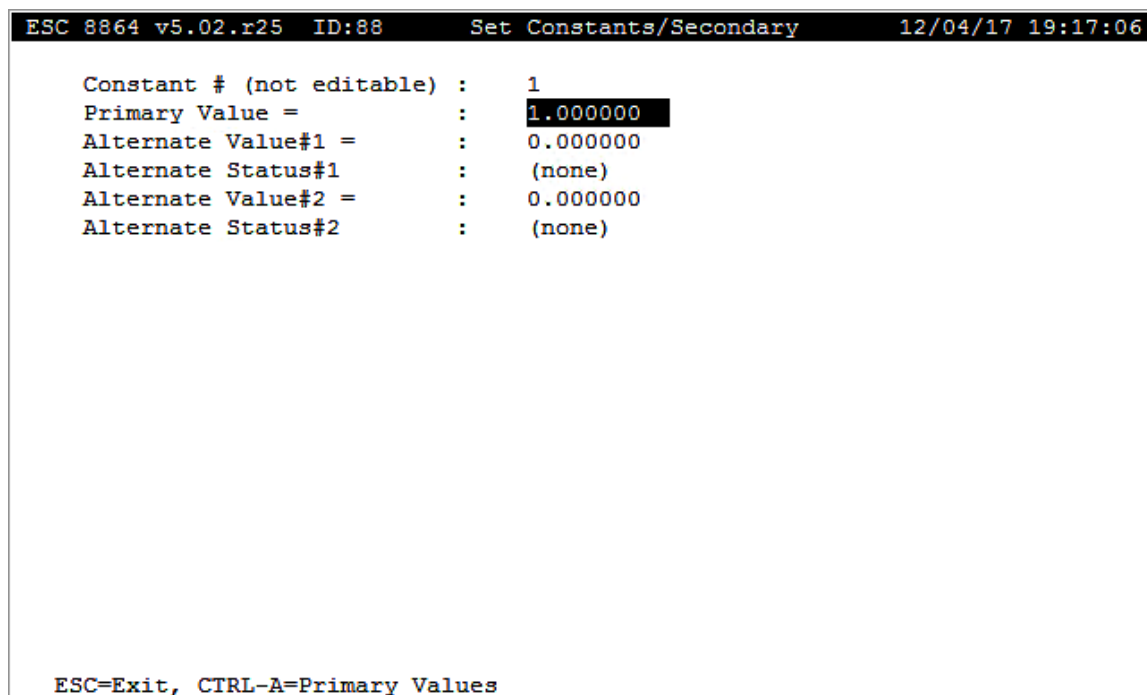 ESC 8864 v5.02.r25 ID:88 Set Constants/Secondary 12/04/17 19:17:06
Constant # (not editable) : 1
Primary Value = : 1.000000
Alternate Value#1 = : 0.000000
Alternate Status#1 : (none)
Alternate Value#2 = : 0.000000
Alternate Status#2 : (none)
ESC=Exit, CTRL-A=Primary Values